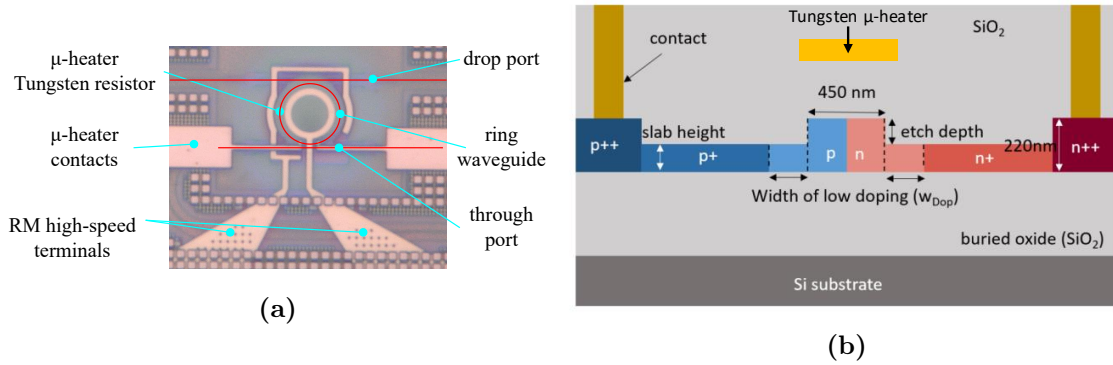 μ-heater
Tungsten resistor
μ-heater
contacts
RM high-speed
terminals
drop port
ring
waveguide
through
port
(a)
Tungsten μ-heater
SiO2
contact
450 nm
slab height
etch depth
220nm
p++
p+
p
n
n+
n++
Width of low doping (wDop)
buried oxide (SiO2)
Si substrate
(b)